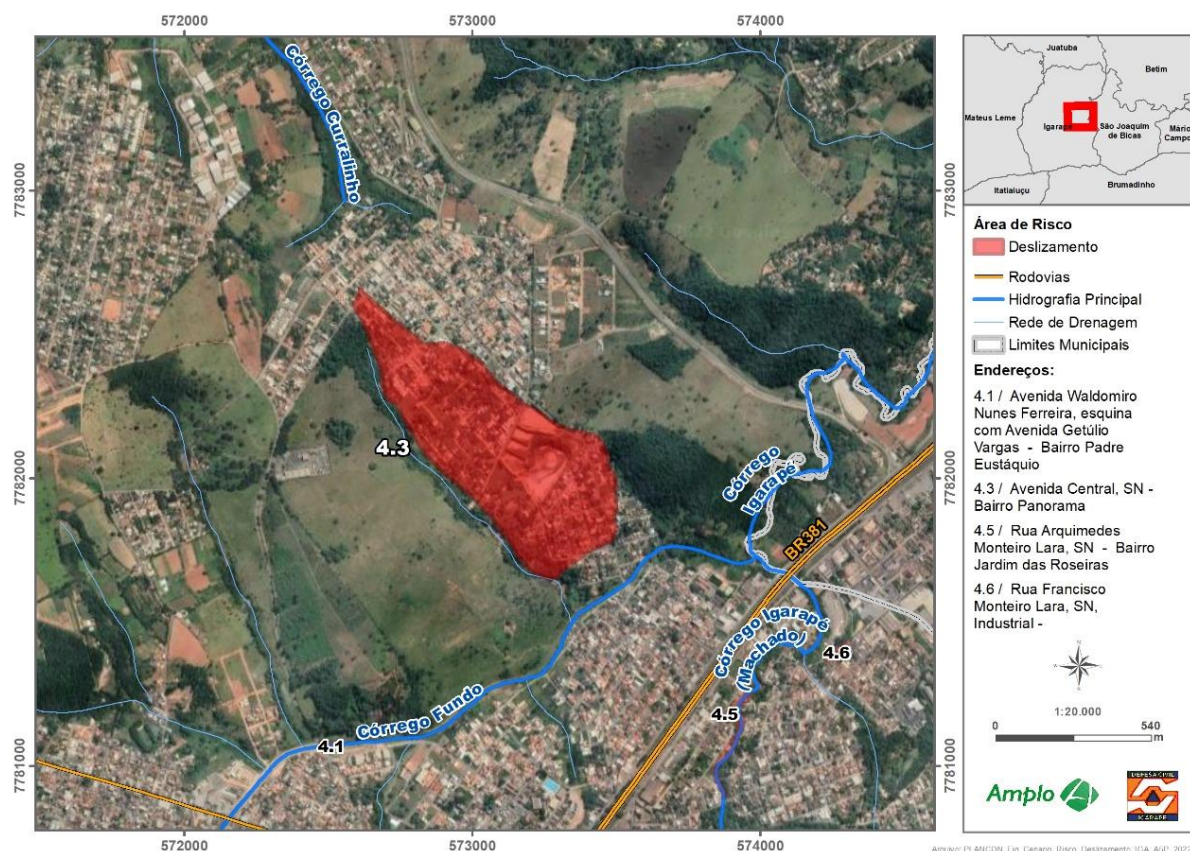 572000
573000
574000
7783000
7782000
7781000
7783000
7782000
7781000
572000
573000
574000
Córrego Curralinho
4.3
Córrego
Igarapé
BR381
Córrego Igarapé
(Machado)
4.6
4.5
Córrego Fundo
4.1
Juatuba
Betim
Mateus Leme
Igarapé
São Joaquim
de Bicas
Mário
Campo
Itatiaiuçu
Brumadinho
Área de Risco
Deslizamento
Rodovias
Hidrografia Principal
Rede de Drenagem
Limites Municipais
Endereços:
4.1 / Avenida Waldomiro
Nunes Ferreira, esquina
com Avenida Getúlio
Vargas - Bairro Padre
Eustáquio
4.3 / Avenida Central, SN -
Bairro Panorama
4.5 / Rua Arquimedes
Monteiro Lara, SN - Bairro
Jardim das Roseiras
4.6 / Rua Francisco
Monteiro Lara, SN,
Industrial -
N
1:20.000
0 540
m
Amplo
DEFESA CIVIL
IGARAPÉ